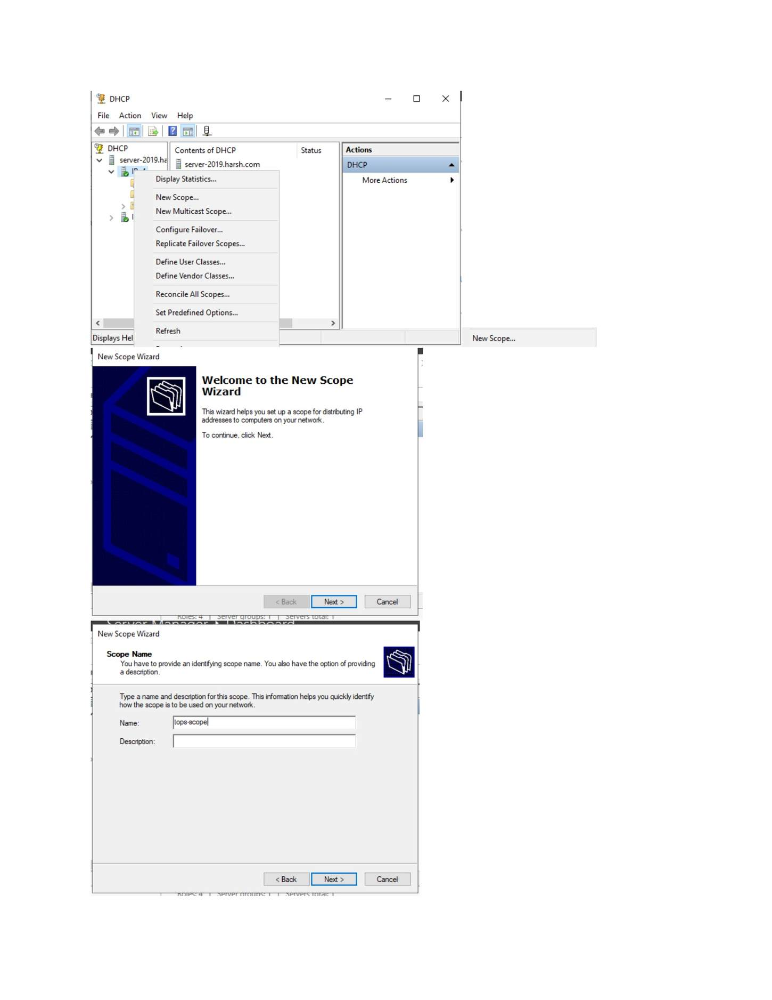 DHCP
File Action View Help
DHCP
server-2019.ha
Contents of DHCP Status
server-2019.harsh.com
Actions
DHCP
More Actions
Display Statistics...
New Scope...
New Multicast Scope...
Configure Failover...
Replicate Failover Scopes...
Define User Classes...
Define Vendor Classes...
Reconcile All Scopes...
Set Predefined Options...
Refresh
Displays Hel
New Scope...
New Scope Wizard
Welcome to the New Scope
Wizard
This wizard helps you set up a scope for distributing IP
addresses to computers on your network.
To continue, click Next.
< Back Next > Cancel
Roles: 4 | Server groups: 1 | Servers total: 1
Server Manager Dashboard
New Scope Wizard
Scope Name
You have to provide an identifying scope name. You also have the option of providing
a description.
Type a name and description for this scope. This information helps you quickly identify
how the scope is to be used on your network.
Name: tops-scope
Description:
< Back Next > Cancel
Roles: 4 | Server groups: 1 | Servers total: 1